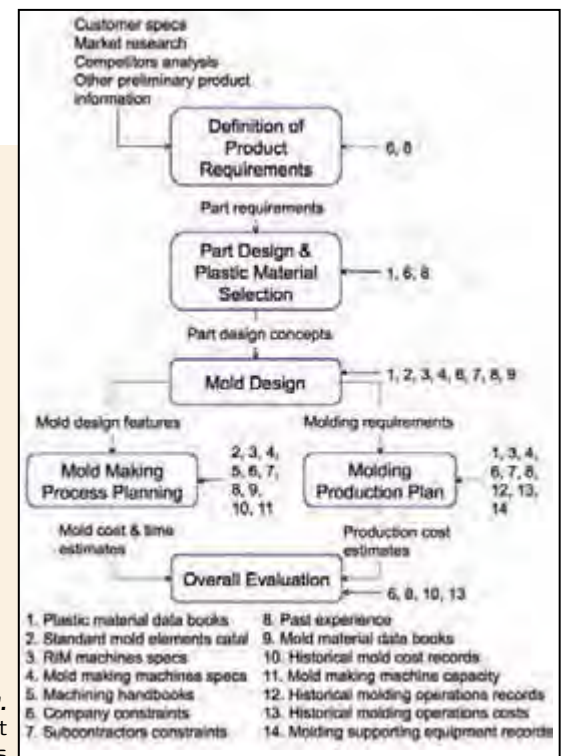 Customer specs
Market research
Competitors analysis
Other preliminary product
information
Definition of
Product
Requirements
6, 8
Part requirements
Part Design &
Plastic Material
Selection
1, 6, 8
Part design concepts
Mold Design
1, 2, 3, 4, 6, 7, 8, 9
Mold design features
Molding requirements
Mold Making
Process Planning
2, 3, 4,
5, 6, 7,
8, 9,
10, 11
Molding
Production Plan
1, 3, 4,
6, 7, 8,
12, 13,
14
Mold cost & time
estimates
Production cost
estimates
Overall Evaluation
6, 8, 10, 13
1. Plastic material data books
2. Standard mold elements catal
3. RIM machines specs
4. Mold making machines specs
5. Machining handbooks
6. Company constraints
7. Subcontractors constraints
8. Past experience
9. Mold material data books
10. Historical mold cost records
11. Mold making machine capacity
12. Historical molding operations records
13. Historical molding operations costs
14. Molding supporting equipment records